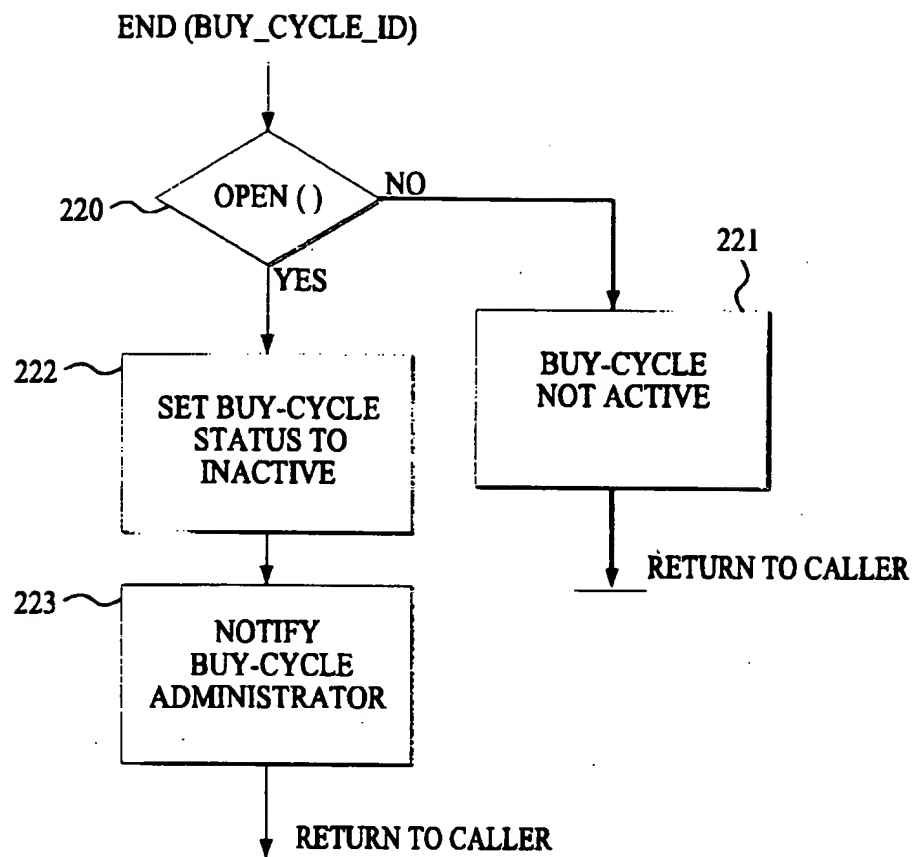 END (BUY_CYCLE_ID)
OPEN ( )
NO
220
YES
221
222
BUY-CYCLE
NOT ACTIVE
SET BUY-CYCLE
STATUS TO
INACTIVE
RETURN TO CALLER
223
NOTIFY
BUY-CYCLE
ADMINISTRATOR
RETURN TO CALLER